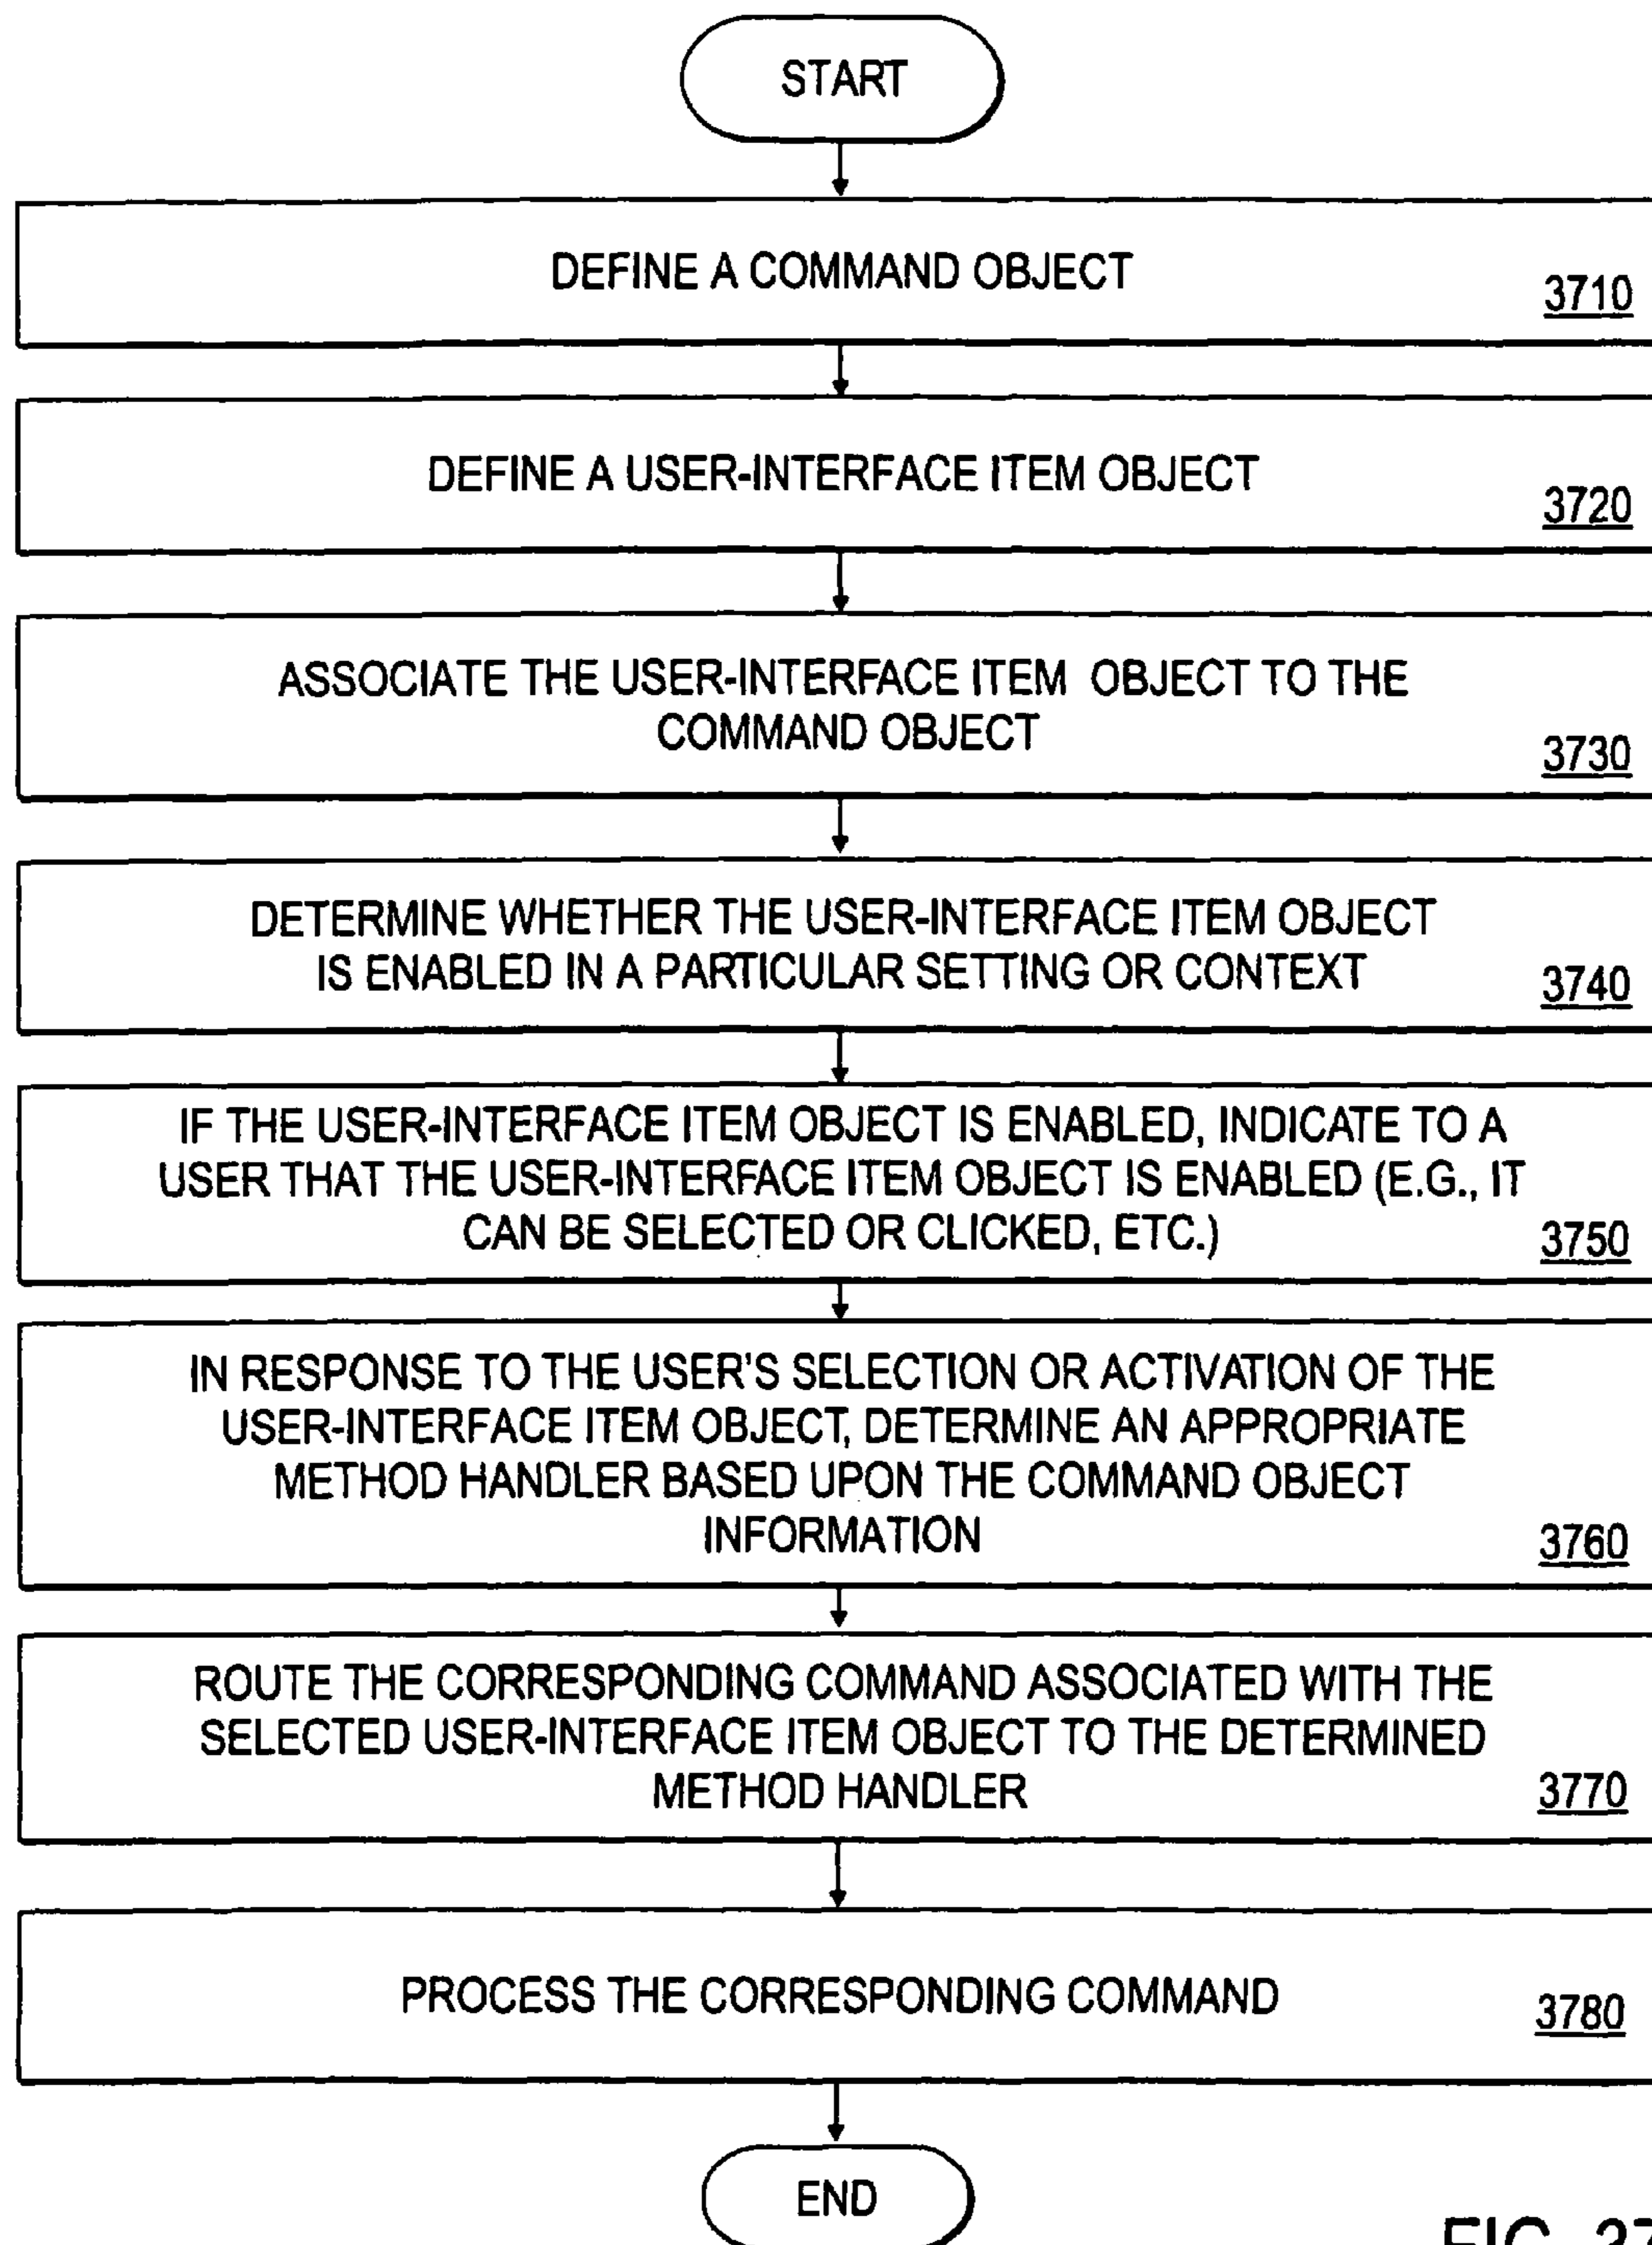 START
DEFINE A COMMAND OBJECT
3710
DEFINE A USER-INTERFACE ITEM OBJECT
3720
ASSOCIATE THE USER-INTERFACE ITEM OBJECT TO THE
COMMAND OBJECT
3730
DETERMINE WHETHER THE USER-INTERFACE ITEM OBJECT
IS ENABLED IN A PARTICULAR SETTING OR CONTEXT
3740
IF THE USER-INTERFACE ITEM OBJECT IS ENABLED, INDICATE TO A
USER THAT THE USER-INTERFACE ITEM OBJECT IS ENABLED (E.G., IT
CAN BE SELECTED OR CLICKED, ETC.)
3750
IN RESPONSE TO THE USER'S SELECTION OR ACTIVATION OF THE
USER-INTERFACE ITEM OBJECT, DETERMINE AN APPROPRIATE
METHOD HANDLER BASED UPON THE COMMAND OBJECT
INFORMATION
3760
ROUTE THE CORRESPONDING COMMAND ASSOCIATED WITH THE
SELECTED USER-INTERFACE ITEM OBJECT TO THE DETERMINED
METHOD HANDLER
3770
PROCESS THE CORRESPONDING COMMAND
3780
END
FIG. 37